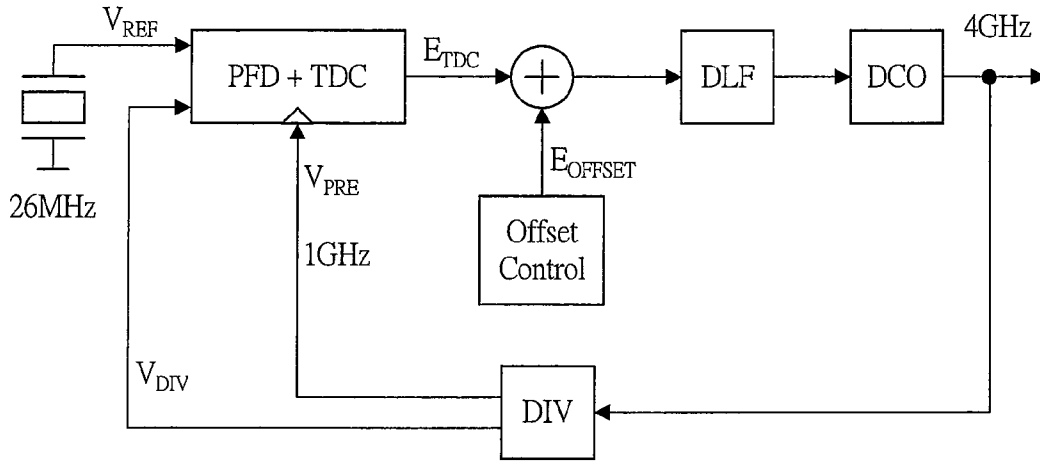 V_REF
4GHz
PFD + TDC
E_TDC
+
DLF
DCO
26MHz
V_PRE
E_OFFSET
1GHz
Offset
Control
V_DIV
DIV